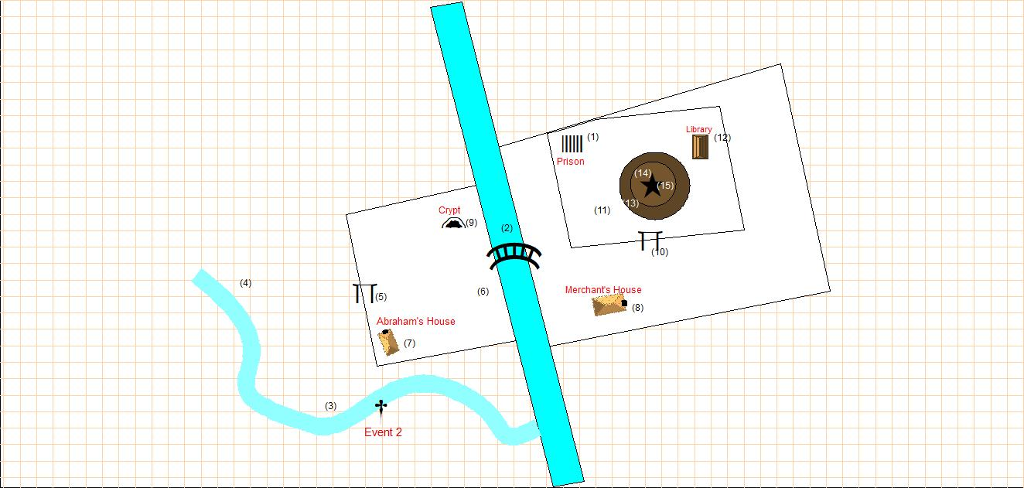 (1)
Prison
Library
(12)
(14)
(15)
(13)
(11)
Crypt
(9)
(2)
(10)
(4)
(5)
(6)
Merchant's House
(8)
Abraham's House
(7)
(3)
Event 2